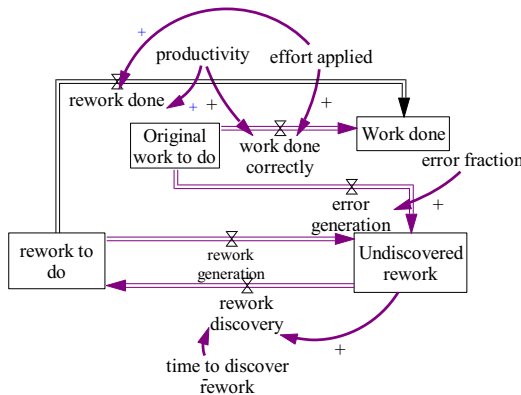 +
productivity
effort applied
rework done
+
+
+
Original
work to do
work done
correctly
Work done
error fraction
+
error
generation
rework to
do
rework
generation
Undiscovered
rework
rework
discovery
+
time to discover
rework
-